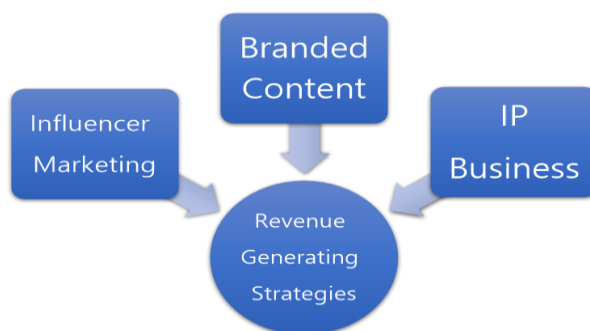 Branded
Content
Influencer
Marketing
IP
Business
Revenue
Generating
Strategies